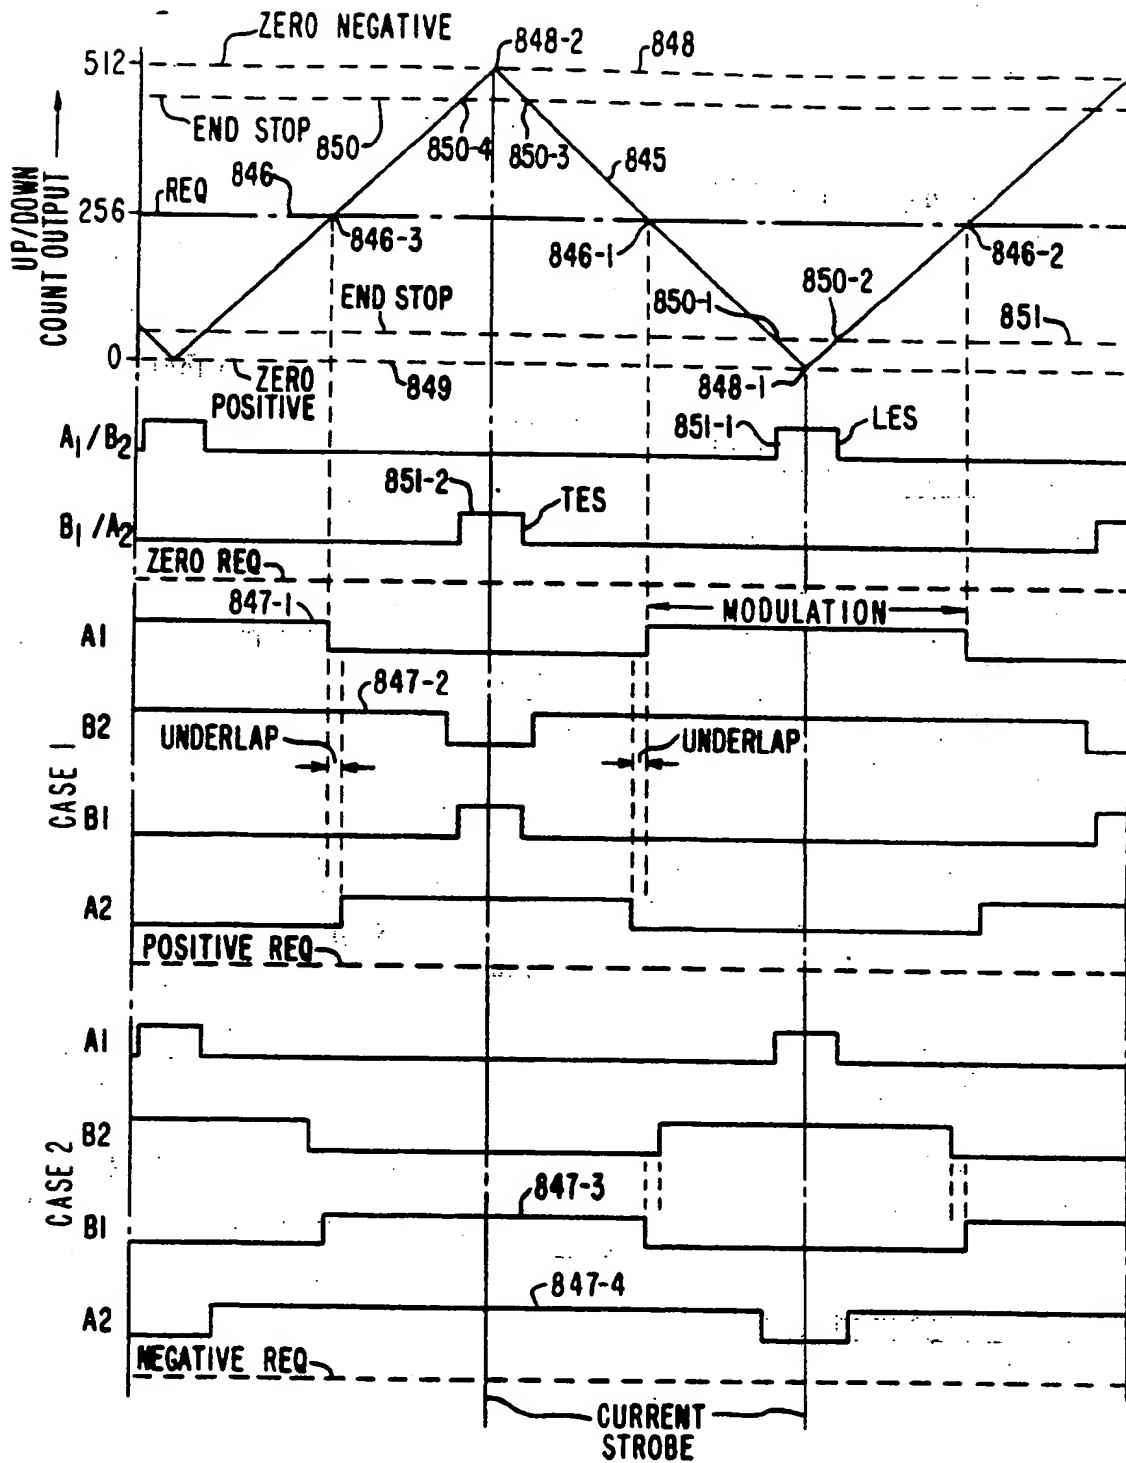 ZERO NEGATIVE
848-2
848
512
END STOP
850
850-4
850-3
845
UP/DOWN
COUNT OUTPUT
REQ
846
256
846-3
846-1
846-2
END STOP
850-1
850-2
851
0
ZERO
POSITIVE
849
848-1
A1/B2
851-1
LES
851-2
TES
B1/A2
ZERO REQ
847-1
MODULATION
A1
847-2
B2
UNDERLAP
UNDERLAP
CASE 1
B1
A2
POSITIVE REQ
A1
B2
CASE 2
847-3
B1
847-4
A2
NEGATIVE REQ
CURRENT
STROBE